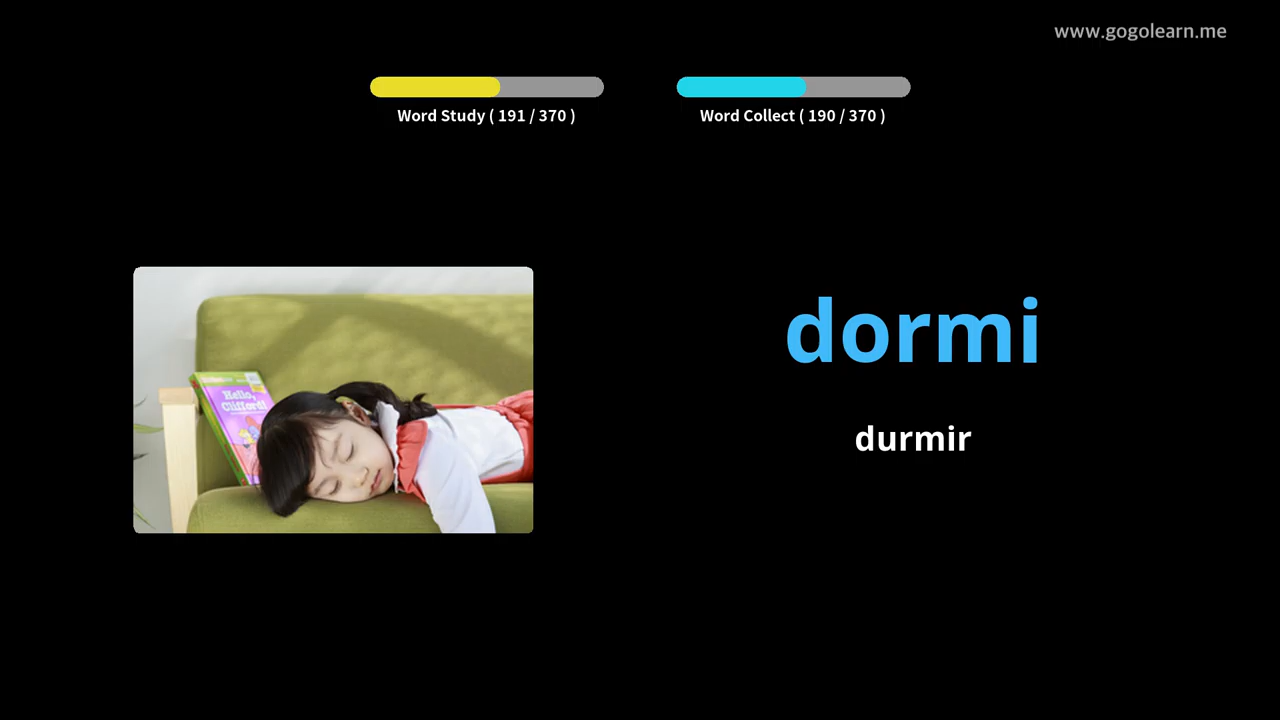 www.gogolearn.me
Word Study ( 191 / 370 )
Word Collect ( 190 / 370 )
Hello,
Clifford!
dormi
durmir